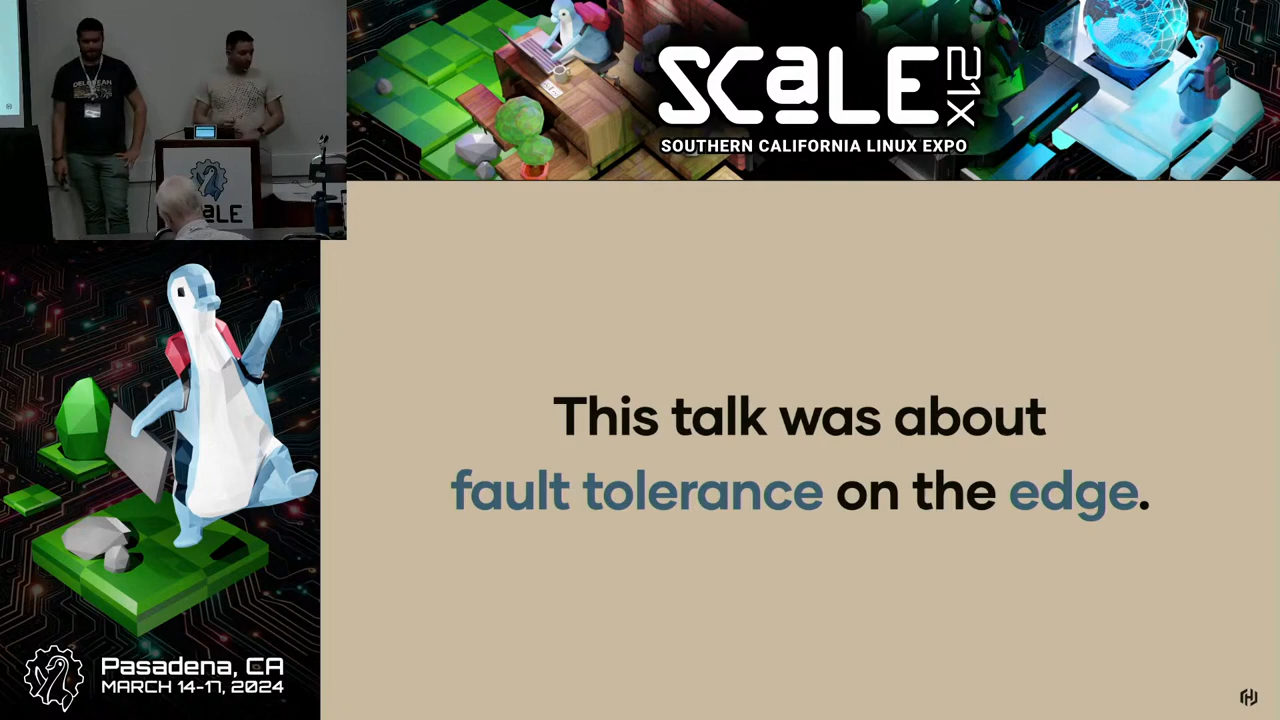 SCALE 21X
SOUTHERN CALIFORNIA LINUX EXPO
SCALE
This talk was about
fault tolerance on the edge.
Pasadena, CA
MARCH 14-17, 2024